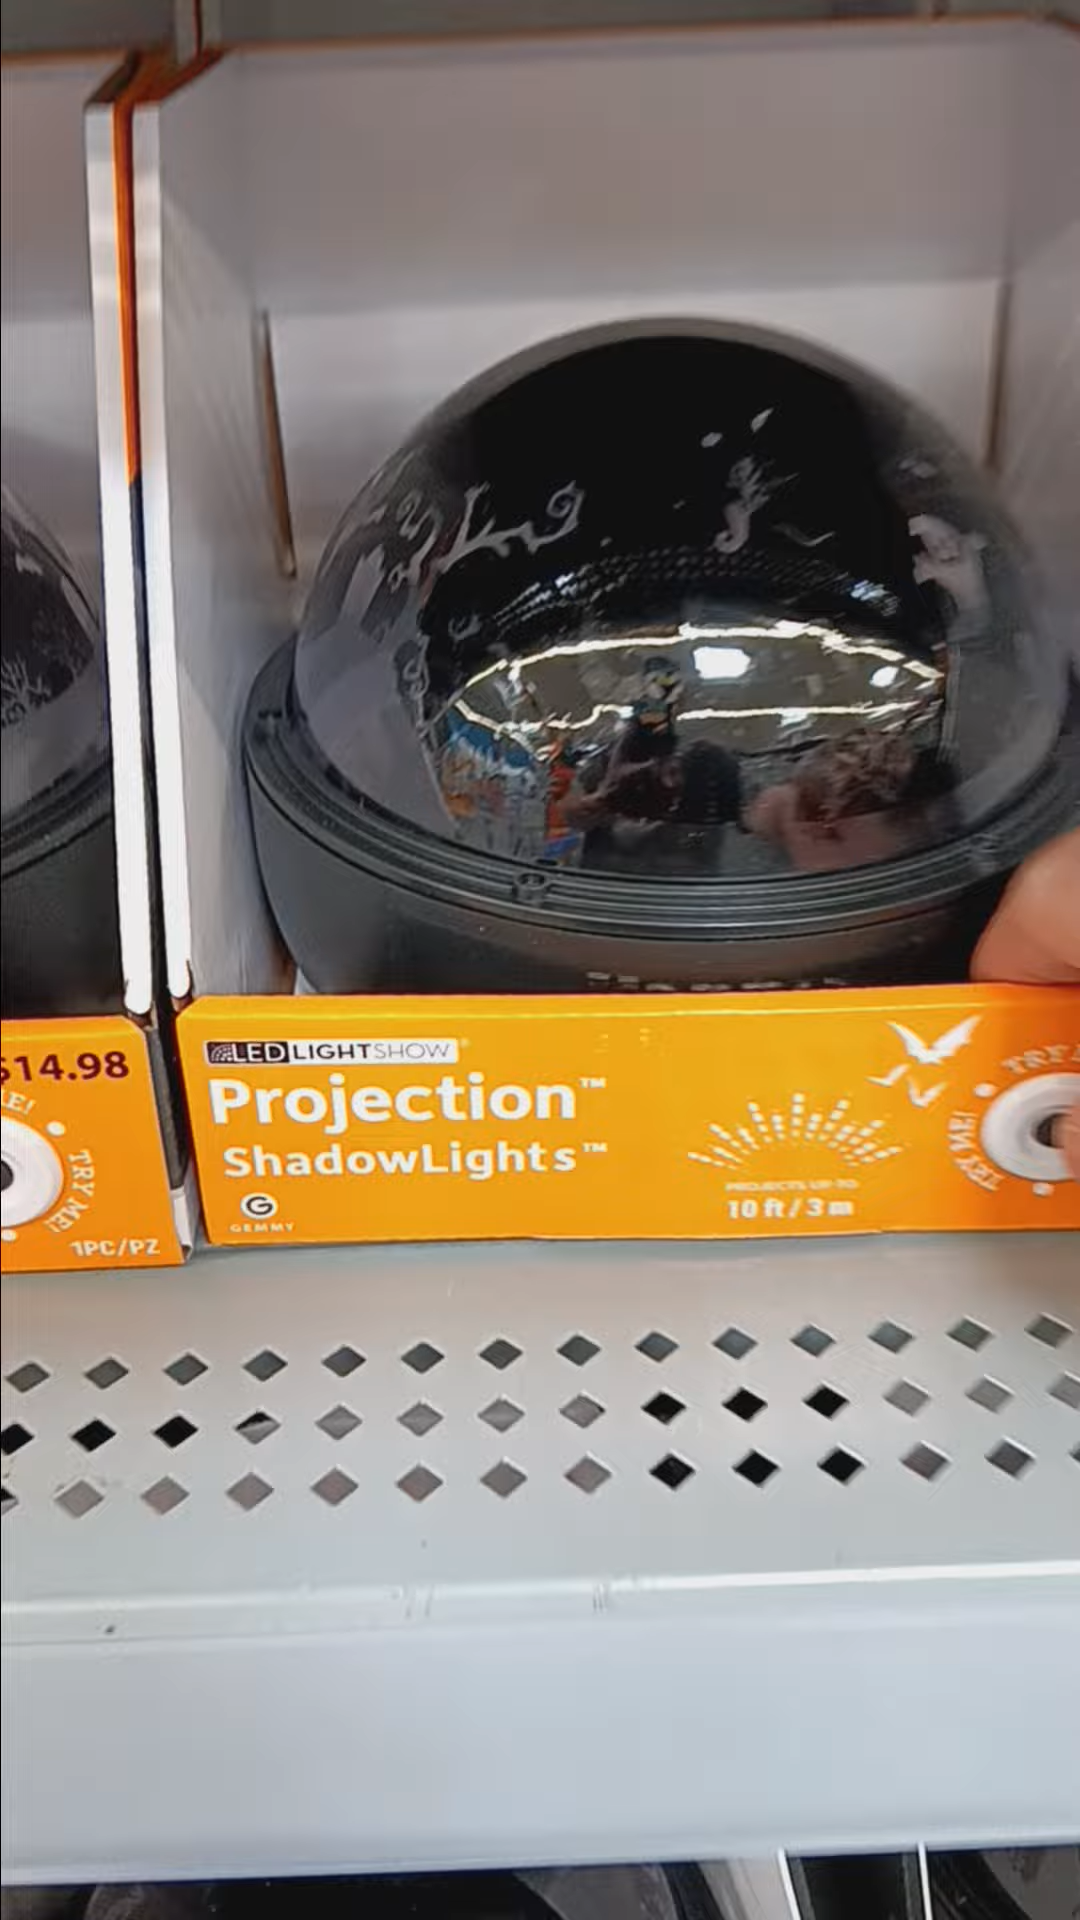 $14.98
TRY ME!
1PC/PZ
LED LIGHTSHOW
Projection™
ShadowLights™
G
GEMMY
PROJECTS UP TO
10 ft / 3 m
TRY ME!